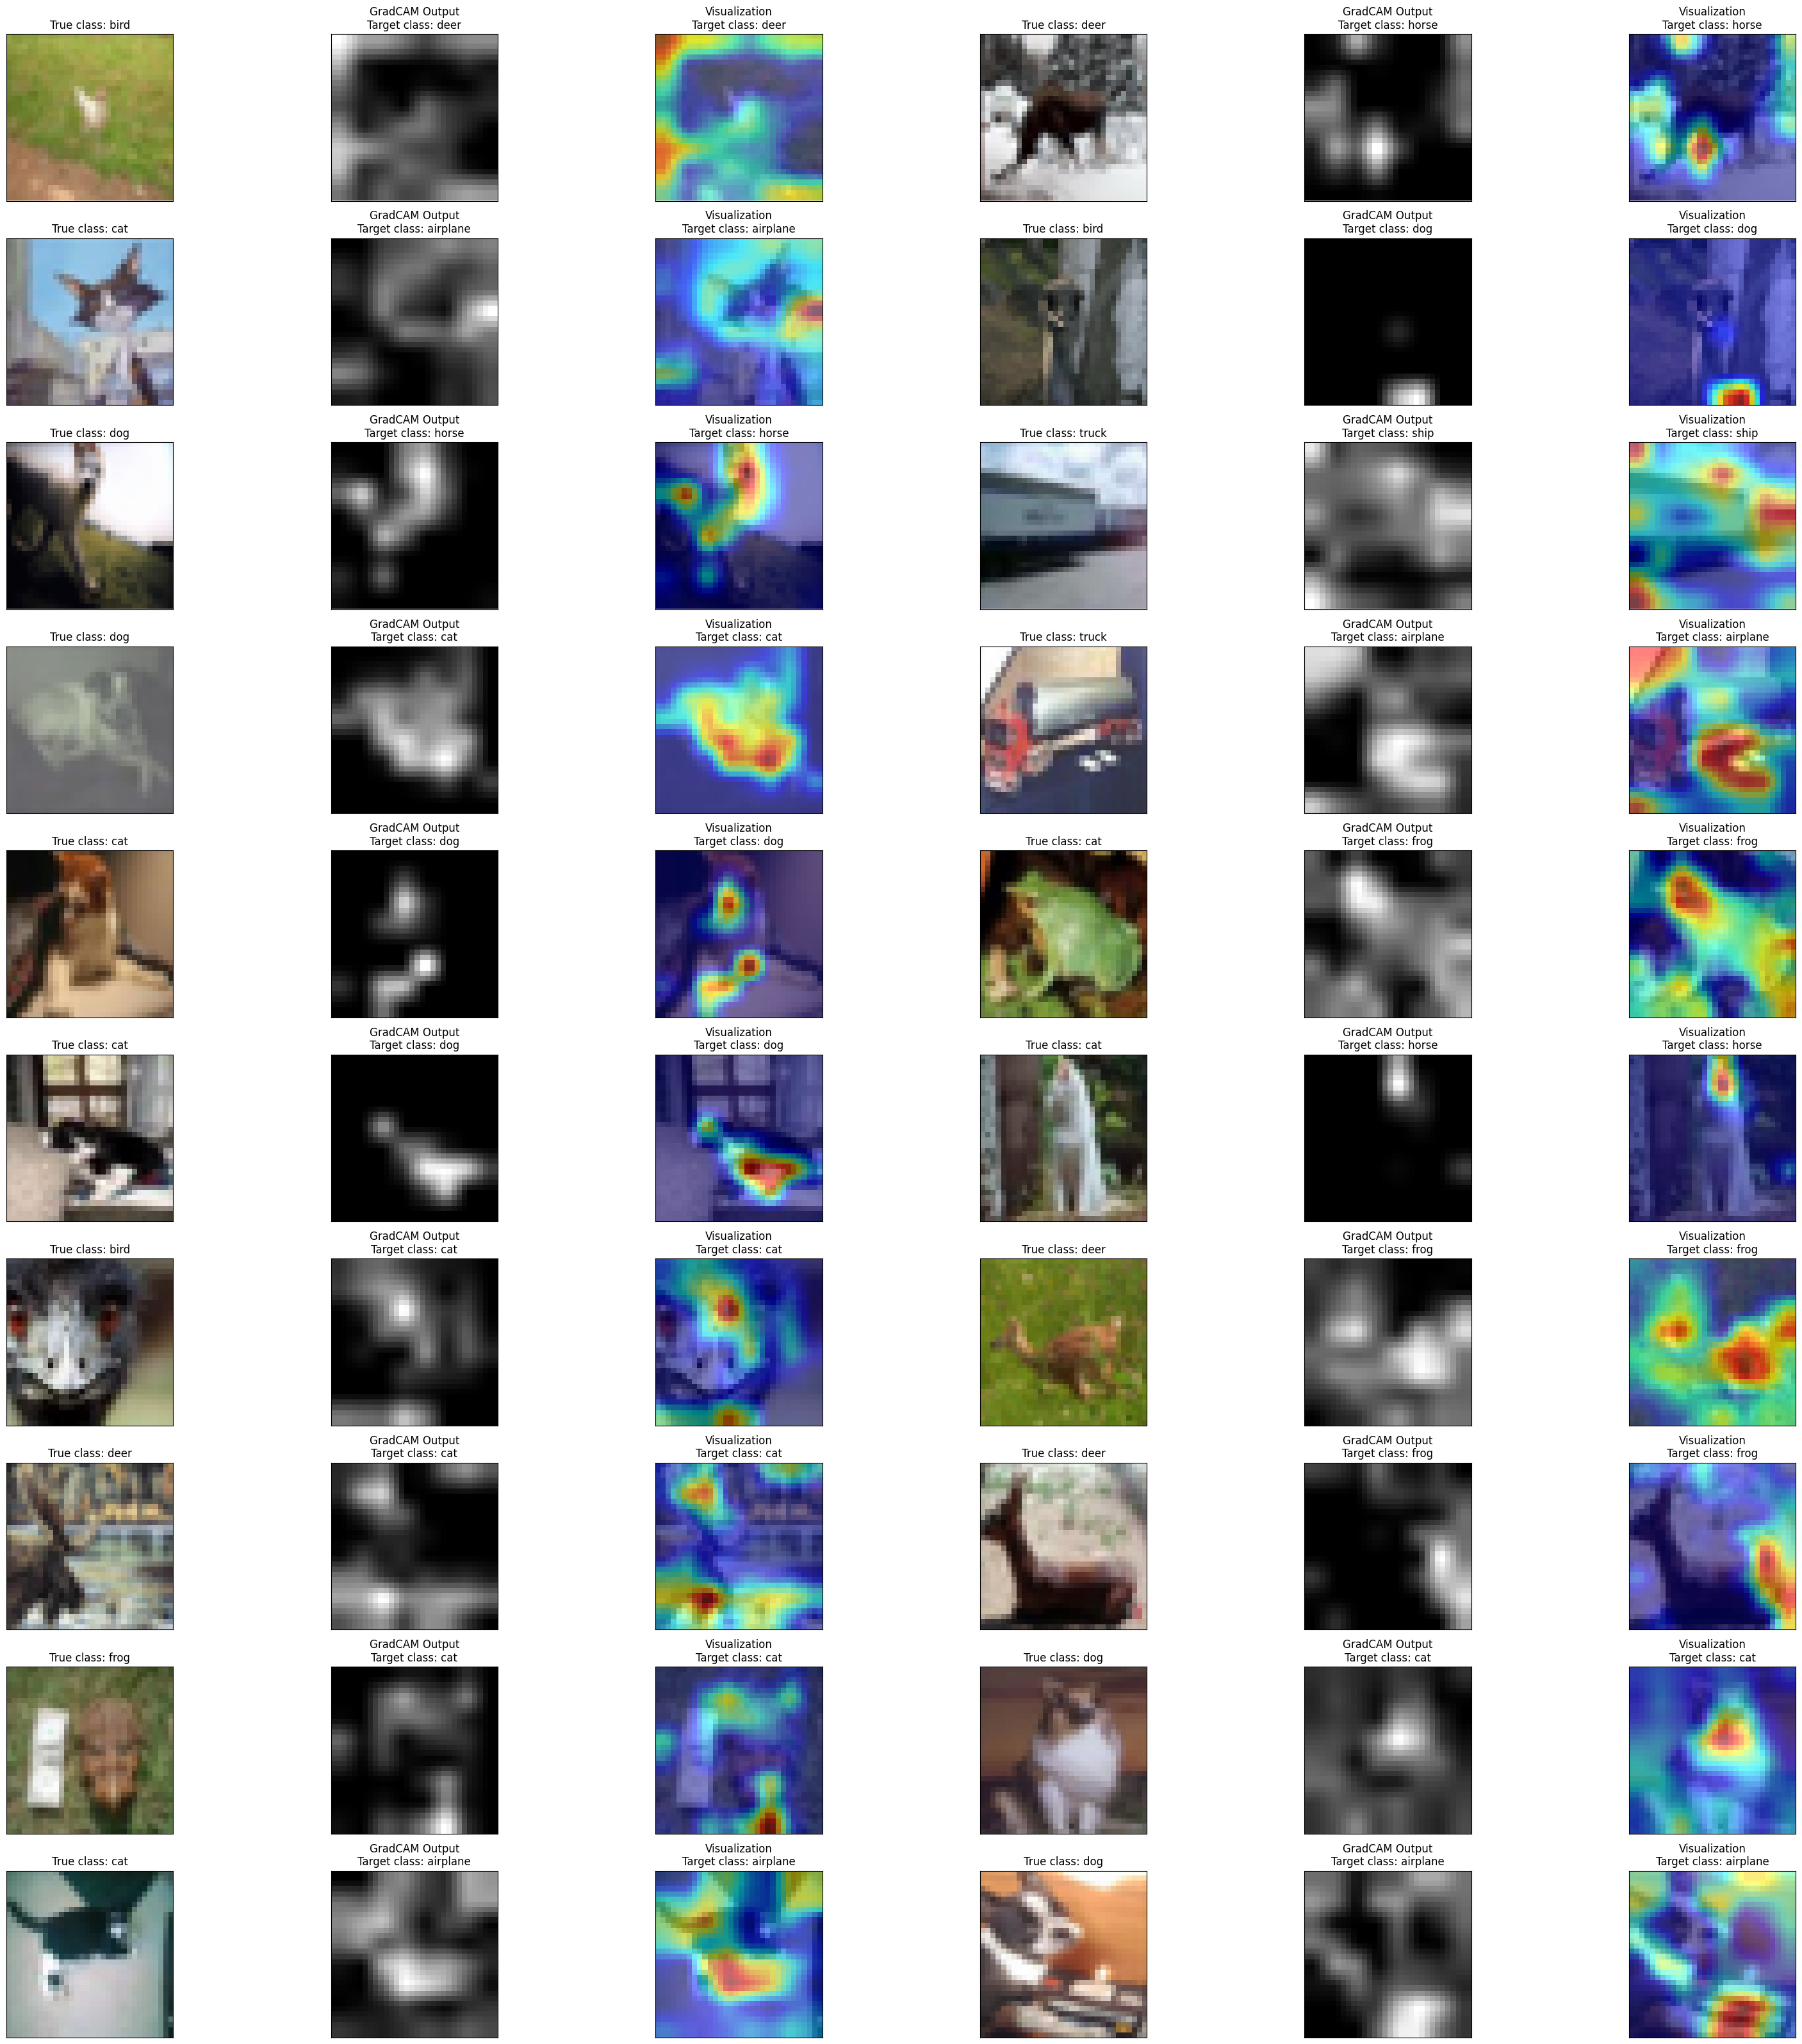 True class: bird
GradCAM Output
Target class: deer
Visualization
Target class: deer
True class: deer
GradCAM Output
Target class: horse
Visualization
Target class: horse
True class: cat
GradCAM Output
Target class: airplane
Visualization
Target class: airplane
True class: bird
GradCAM Output
Target class: dog
Visualization
Target class: dog
True class: dog
GradCAM Output
Target class: horse
Visualization
Target class: horse
True class: truck
GradCAM Output
Target class: ship
Visualization
Target class: ship
True class: dog
GradCAM Output
Target class: cat
Visualization
Target class: cat
True class: truck
GradCAM Output
Target class: airplane
Visualization
Target class: airplane
True class: cat
GradCAM Output
Target class: dog
Visualization
Target class: dog
True class: cat
GradCAM Output
Target class: frog
Visualization
Target class: frog
True class: cat
GradCAM Output
Target class: dog
Visualization
Target class: dog
True class: cat
GradCAM Output
Target class: horse
Visualization
Target class: horse
True class: bird
GradCAM Output
Target class: cat
Visualization
Target class: cat
True class: deer
GradCAM Output
Target class: frog
Visualization
Target class: frog
True class: deer
GradCAM Output
Target class: cat
Visualization
Target class: cat
True class: deer
GradCAM Output
Target class: frog
Visualization
Target class: frog
True class: frog
GradCAM Output
Target class: cat
Visualization
Target class: cat
True class: dog
GradCAM Output
Target class: cat
Visualization
Target class: cat
True class: cat
GradCAM Output
Target class: airplane
Visualization
Target class: airplane
True class: dog
GradCAM Output
Target class: airplane
Visualization
Target class: airplane